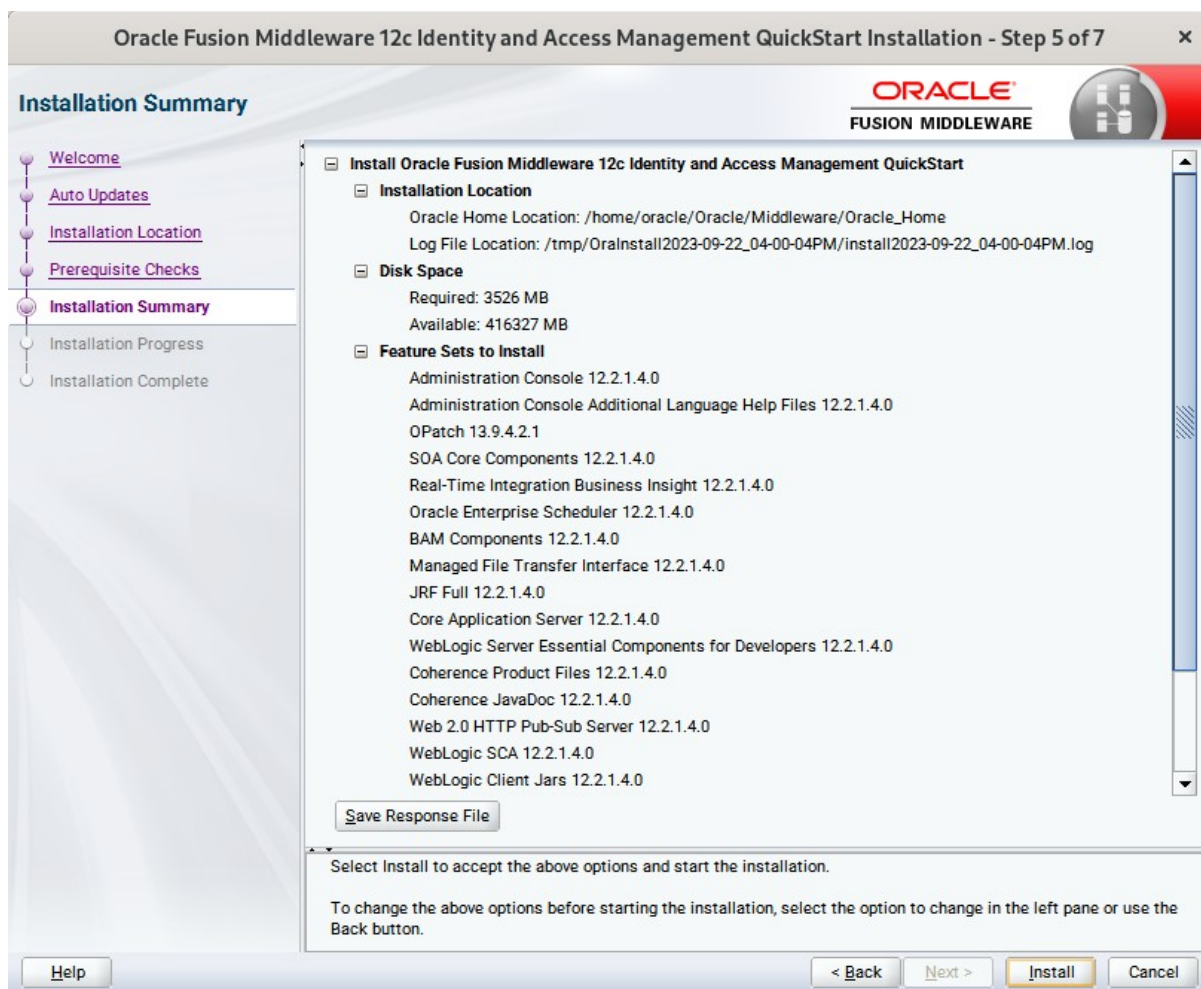 Oracle Fusion Middleware 12c Identity and Access Management QuickStart Installation - Step 5 of 7
Installation Summary
ORACLE
FUSION MIDDLEWARE
Welcome
Auto Updates
Installation Location
Prerequisite Checks
Installation Summary
Installation Progress
Installation Complete
Install Oracle Fusion Middleware 12c Identity and Access Management QuickStart
Installation Location
Oracle Home Location: /home/oracle/Oracle/Middleware/Oracle_Home
Log File Location: /tmp/OraInstall2023-09-22_04-00-04PM/install2023-09-22_04-00-04PM.log
Disk Space
Required: 3526 MB
Available: 416327 MB
Feature Sets to Install
Administration Console 12.2.1.4.0
Administration Console Additional Language Help Files 12.2.1.4.0
OPatch 13.9.4.2.1
SOA Core Components 12.2.1.4.0
Real-Time Integration Business Insight 12.2.1.4.0
Oracle Enterprise Scheduler 12.2.1.4.0
BAM Components 12.2.1.4.0
Managed File Transfer Interface 12.2.1.4.0
JRF Full 12.2.1.4.0
Core Application Server 12.2.1.4.0
WebLogic Server Essential Components for Developers 12.2.1.4.0
Coherence Product Files 12.2.1.4.0
Coherence JavaDoc 12.2.1.4.0
Web 2.0 HTTP Pub-Sub Server 12.2.1.4.0
WebLogic SCA 12.2.1.4.0
WebLogic Client Jars 12.2.1.4.0
Save Response File
Select Install to accept the above options and start the installation.
To change the above options before starting the installation, select the option to change in the left pane or use the
Back button.
Help
< Back
Next >
Install
Cancel